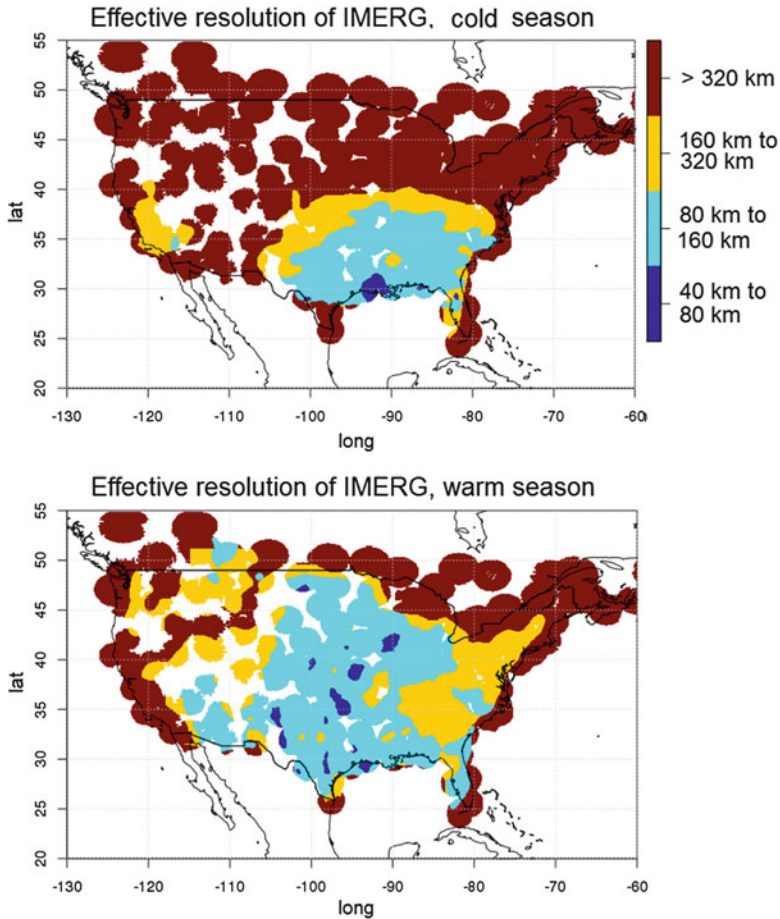 Effective resolution of IMERG, cold season
55
50
45
40
35
30
25
20
lat
-130
-120
-110
-100
-90
-80
-70
-60
long
> 320 km
160 km to
320 km
80 km to
160 km
40 km to
80 km
Effective resolution of IMERG, warm season
55
50
45
40
35
30
25
20
lat
-130
-120
-110
-100
-90
-80
-70
-60
long